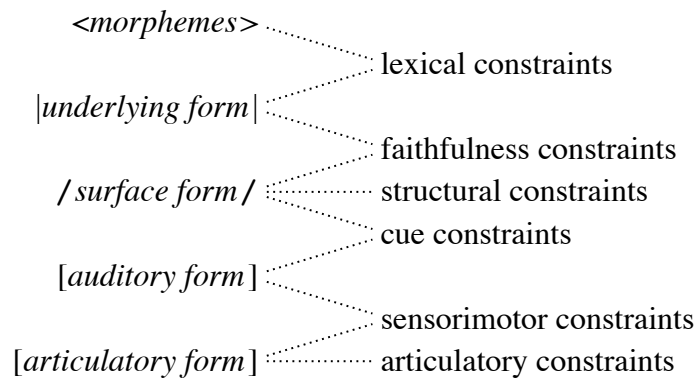 <morphemes>
lexical constraints
|underlying form|
faithfulness constraints
/surface form/
structural constraints
cue constraints
[auditory form]
sensorimotor constraints
[articulatory form]
articulatory constraints